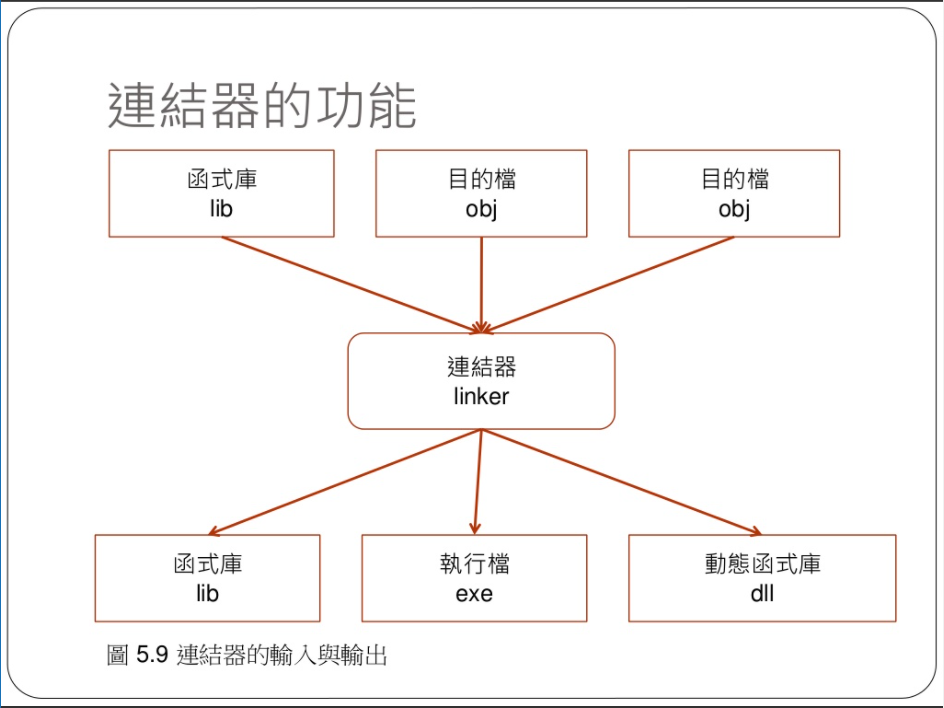 連結器的功能
函式庫
lib
目的檔
obj
目的檔
obj
連結器
linker
函式庫
lib
執行檔
exe
動態函式庫
dll
圖 5.9 連結器的輸入與輸出